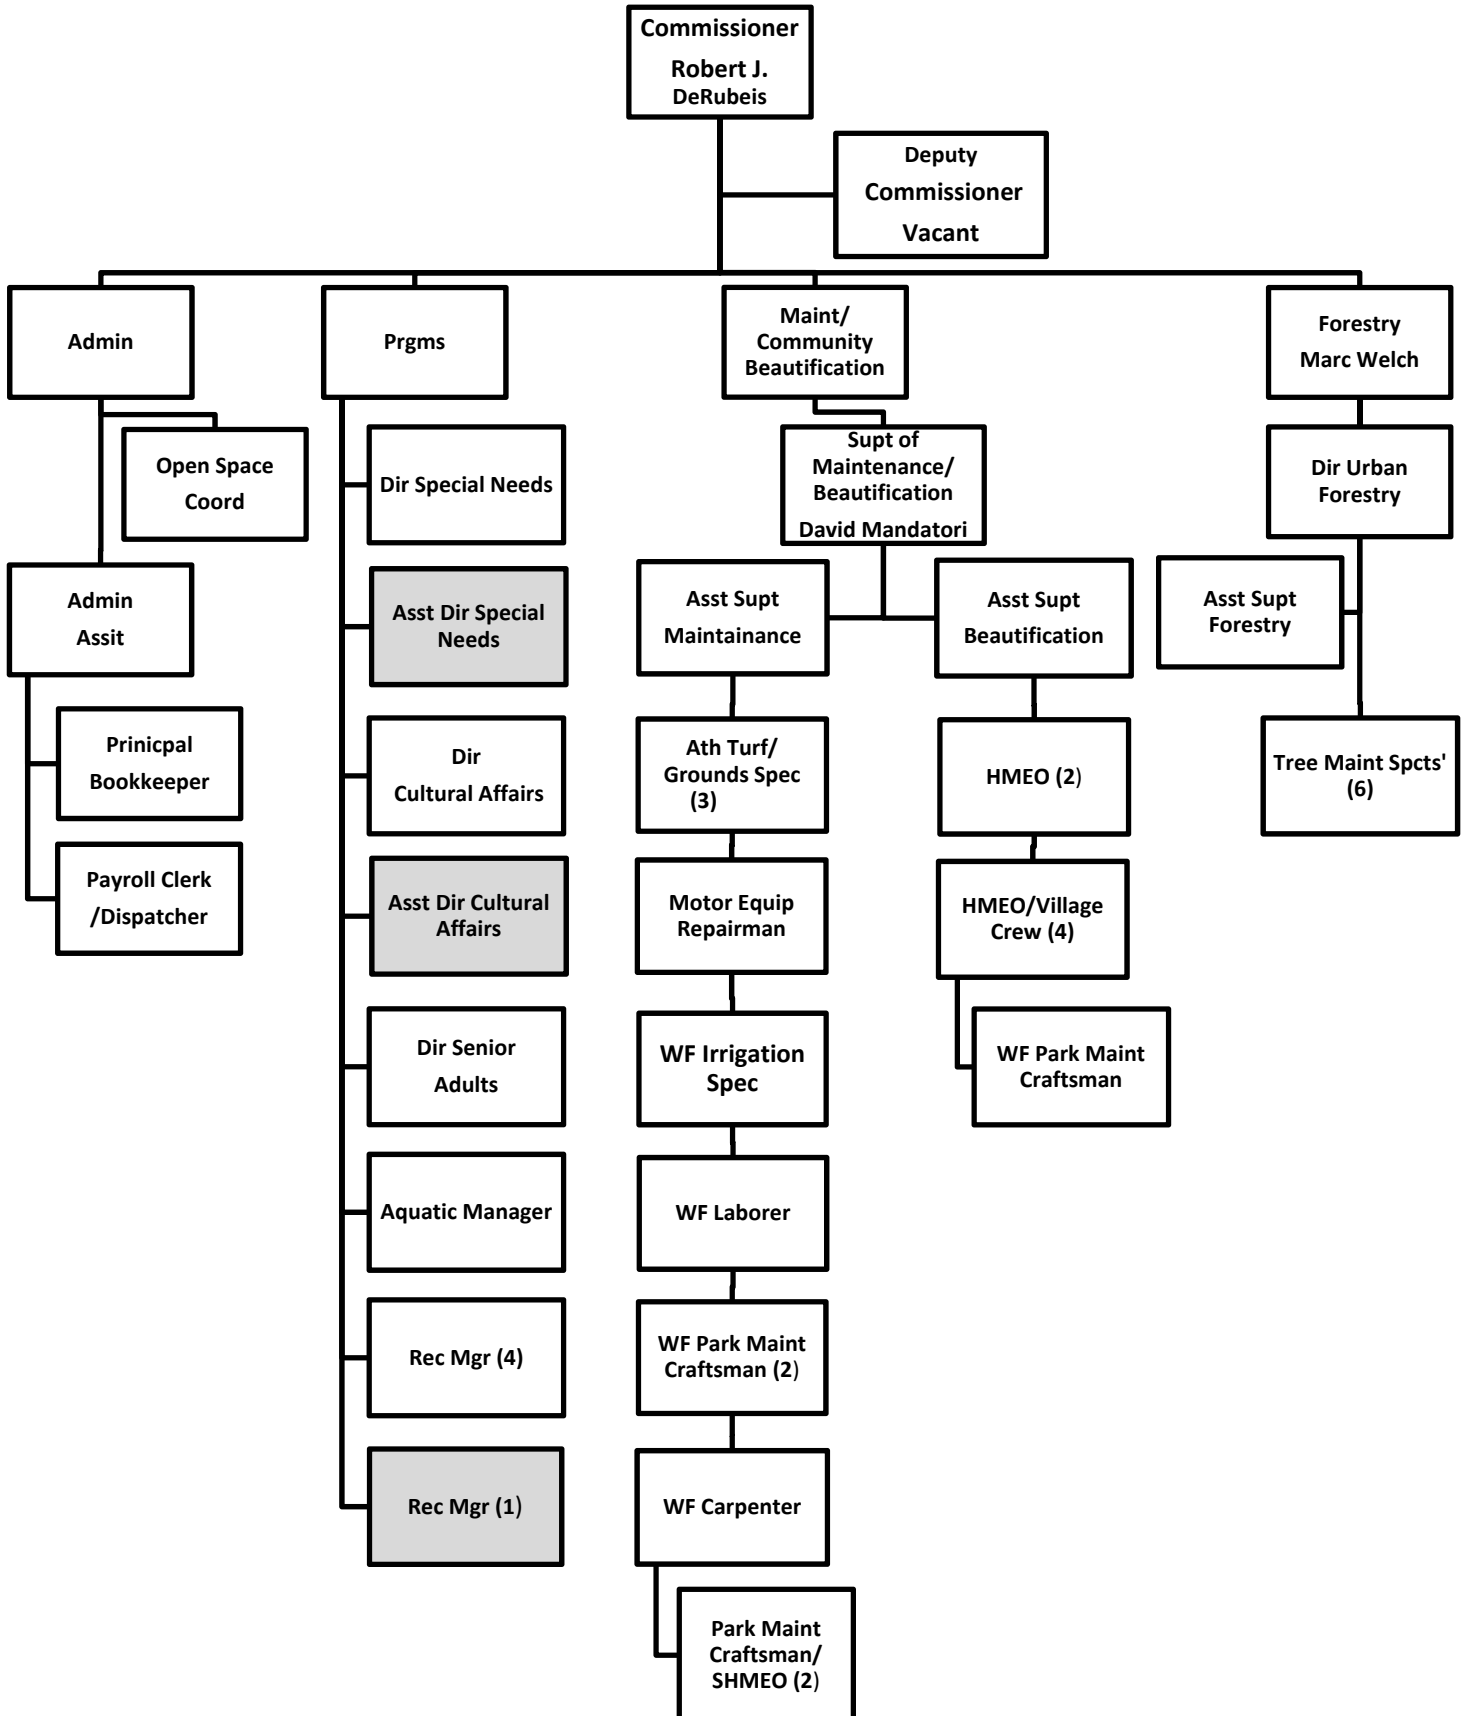 Commissioner
Robert J.
DeRubeis
Deputy
Commissioner
Vacant
Admin
Prgms
Maint/
Community
Beautification
Forestry
Marc Welch
Open Space
Coord
Dir Special Needs
Supt of
Maintenance/
Beautification
David Mandatori
Dir Urban
Forestry
Admin
Assit
Asst Dir Special
Needs
Asst Supt
Maintainance
Asst Supt
Beautification
Asst Supt
Forestry
Prinicpal
Bookkeeper
Dir
Cultural Affairs
Ath Turf/
Grounds Spec
(3)
HMEO (2)
Tree Maint Spcts'
(6)
Payroll Clerk
/Dispatcher
Asst Dir Cultural
Affairs
Motor Equip
Repairman
HMEO/Village
Crew (4)
Dir Senior
Adults
WF Irrigation
Spec
WF Park Maint
Craftsman
Aquatic Manager
WF Laborer
Rec Mgr (4)
WF Park Maint
Craftsman (2)
Rec Mgr (1)
WF Carpenter
Park Maint
Craftsman/
SHMEO (2)